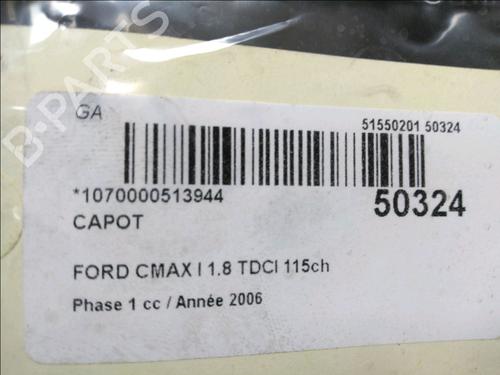 B-PARTS
GA
51550201 50324
*1070000513944
50324
CAPOT
FORD CMAX I 1.8 TDCI 115ch
Phase 1 cc / Année 2006